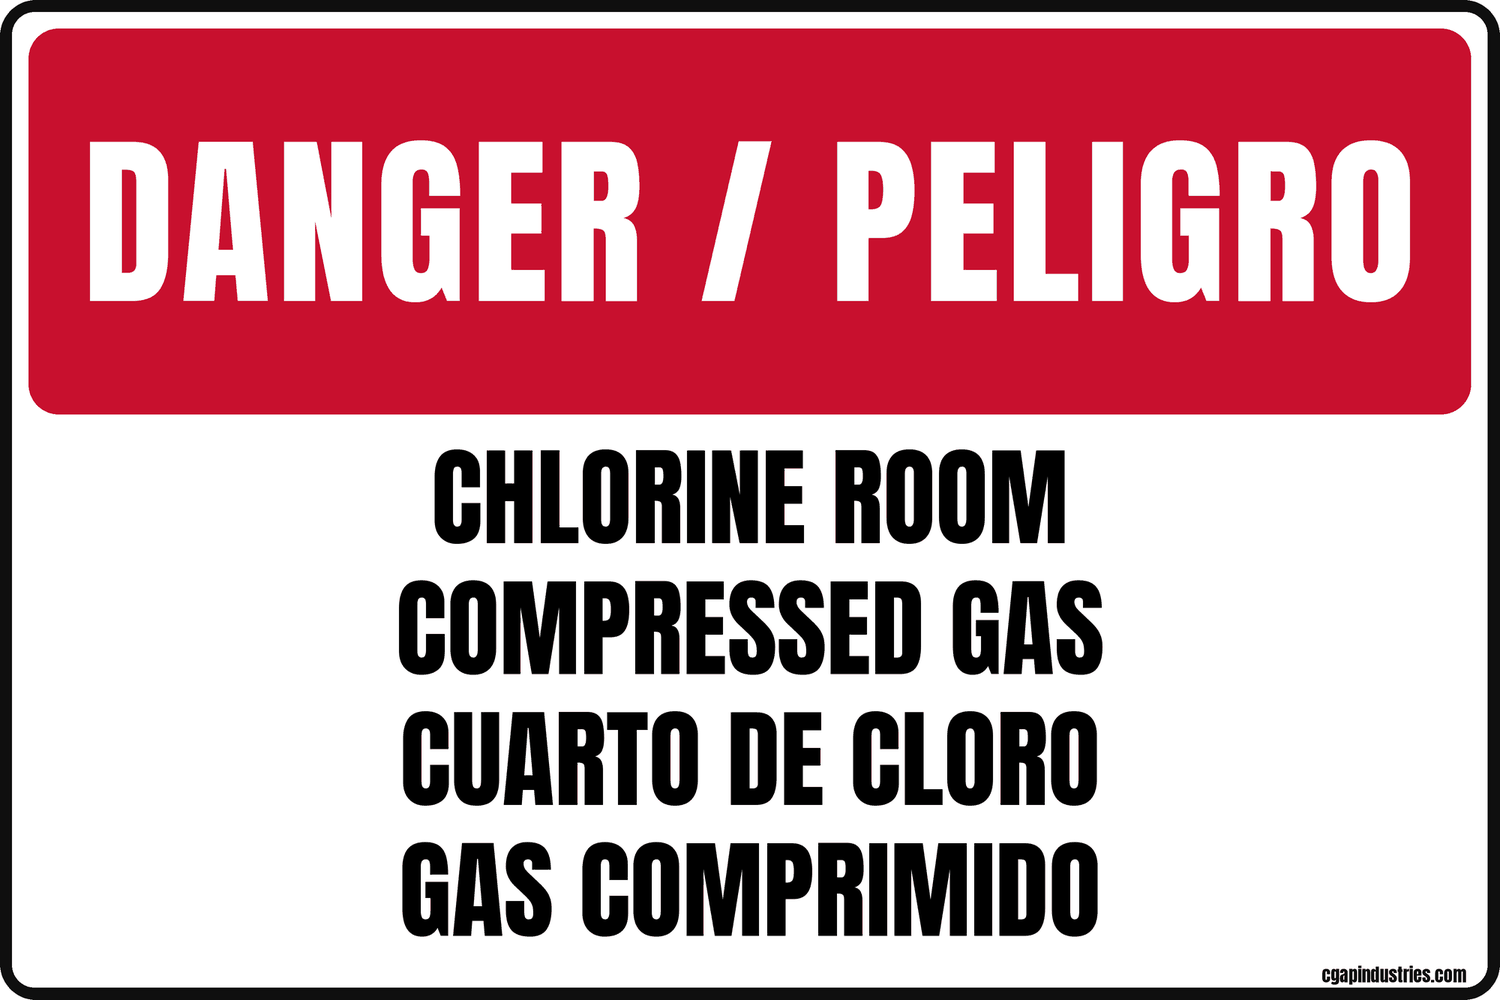 DANGER / PELIGRO
CHLORINE ROOM
COMPRESSED GAS
CUARTO DE CLORO
GAS COMPRIMIDO
cgapindustries.com